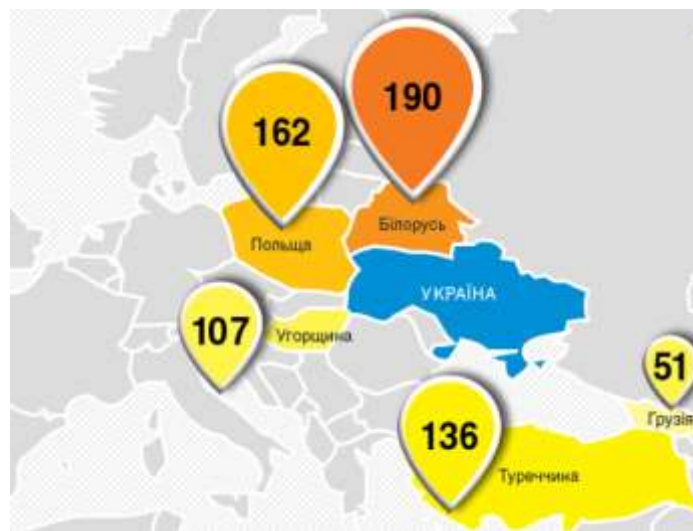 190
162
Білорусь
Польща
УКРАЇНА
107
Угорщина
51
Грузія
136
Туреччина